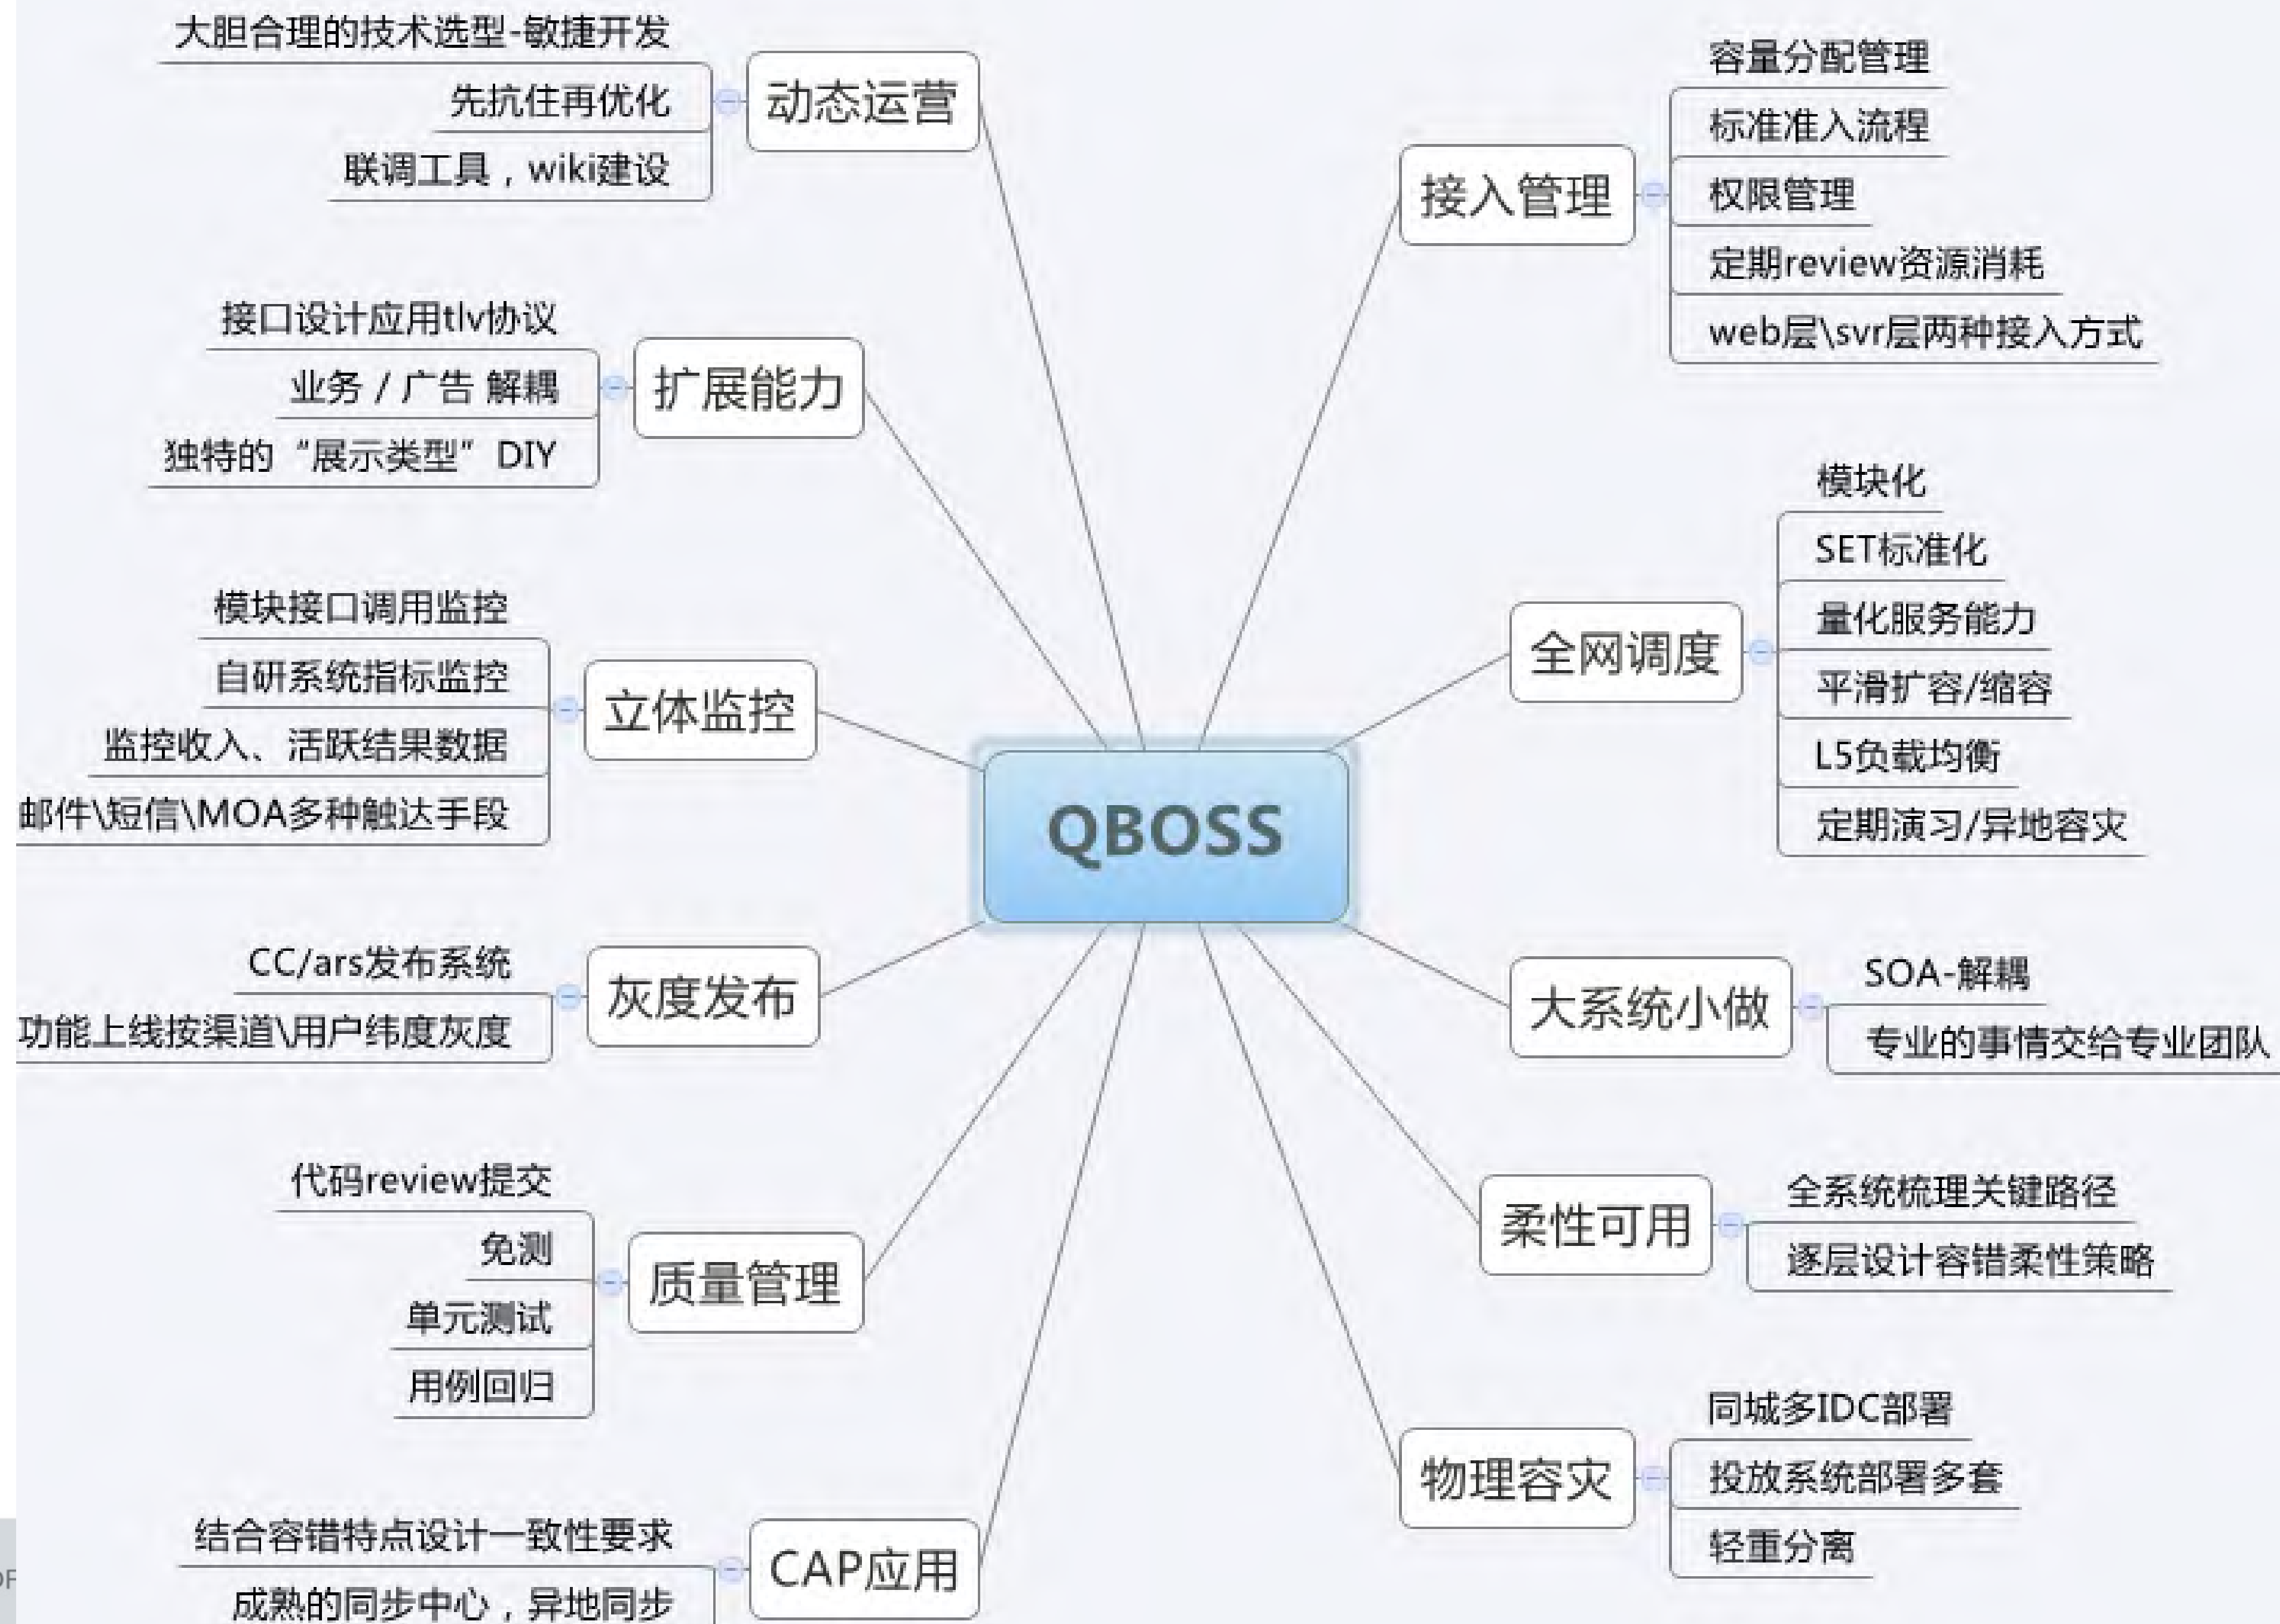 大胆合理的技术选型-敏捷开发
先抗住再优化
联调工具，wiki建设
动态运营
接口设计应用tlv协议
业务 / 广告 解耦
独特的“展示类型”DIY
扩展能力
模块接口调用监控
自研系统指标监控
监控收入、活跃结果数据
邮件\短信\MOA多种触达手段
立体监控
CC/ars发布系统
功能上线按渠道\用户纬度灰度
灰度发布
代码review提交
免测
单元测试
用例回归
质量管理
结合容错特点设计一致性要求
成熟的同步中心，异地同步
CAP应用
QBOSS
接入管理
容量分配管理
标准准入流程
权限管理
定期review资源消耗
web层\svr层两种接入方式
全网调度
模块化
SET标准化
量化服务能力
平滑扩容/缩容
L5负载均衡
定期演习/异地容灾
大系统小做
SOA-解耦
专业的事情交给专业团队
柔性可用
全系统梳理关键路径
逐层设计容错柔性策略
物理容灾
同城多IDC部署
投放系统部署多套
轻重分离